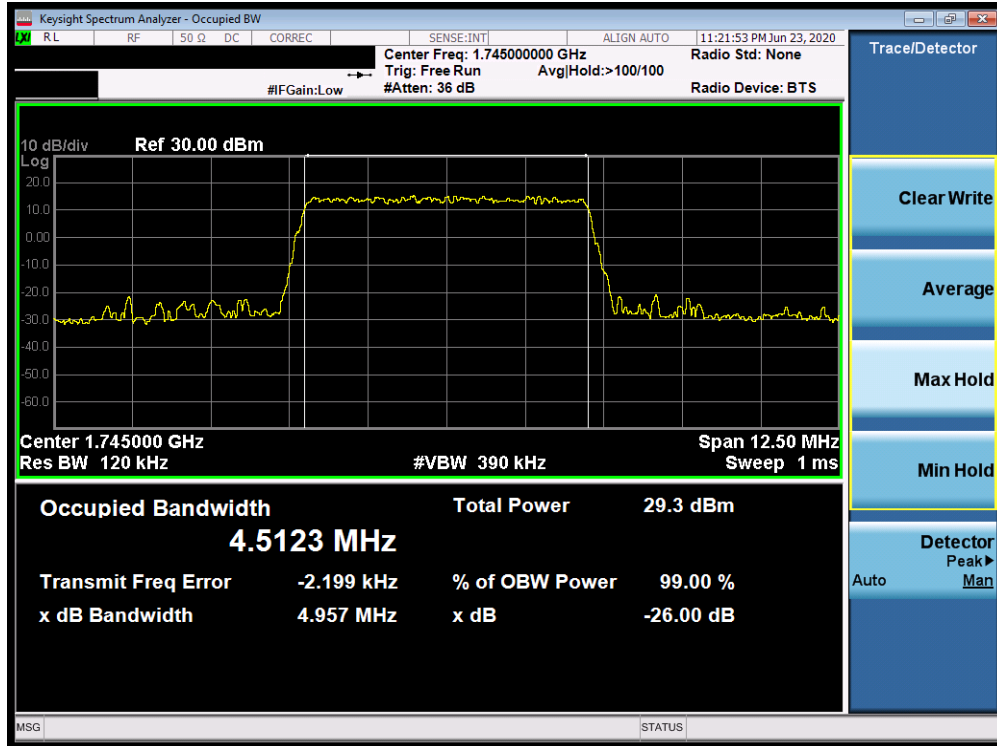 Keysight Spectrum Analyzer - Occupied BW
LXI RL RF 50 Ω DC CORREC SENSE:INT ALIGN AUTO 11:21:53 PM Jun 23, 2020
Center Freq: 1.745000000 GHz Radio Std: None
Trig: Free Run Avg|Hold:>100/100
#IFGain:Low #Atten: 36 dB Radio Device: BTS
10 dB/div Ref 30.00 dBm
Log
20.0
10.0
0.00
-10.0
-20.0
-30.0
-40.0
-50.0
-60.0
Center 1.745000 GHz Span 12.50 MHz
Res BW 120 kHz #VBW 390 kHz Sweep 1 ms
Occupied Bandwidth Total Power 29.3 dBm
4.5123 MHz
Transmit Freq Error -2.199 kHz % of OBW Power 99.00 %
x dB Bandwidth 4.957 MHz x dB -26.00 dB
MSG STATUS
Trace/Detector
Clear Write
Average
Max Hold
Min Hold
Detector
Peak▶
Auto Man